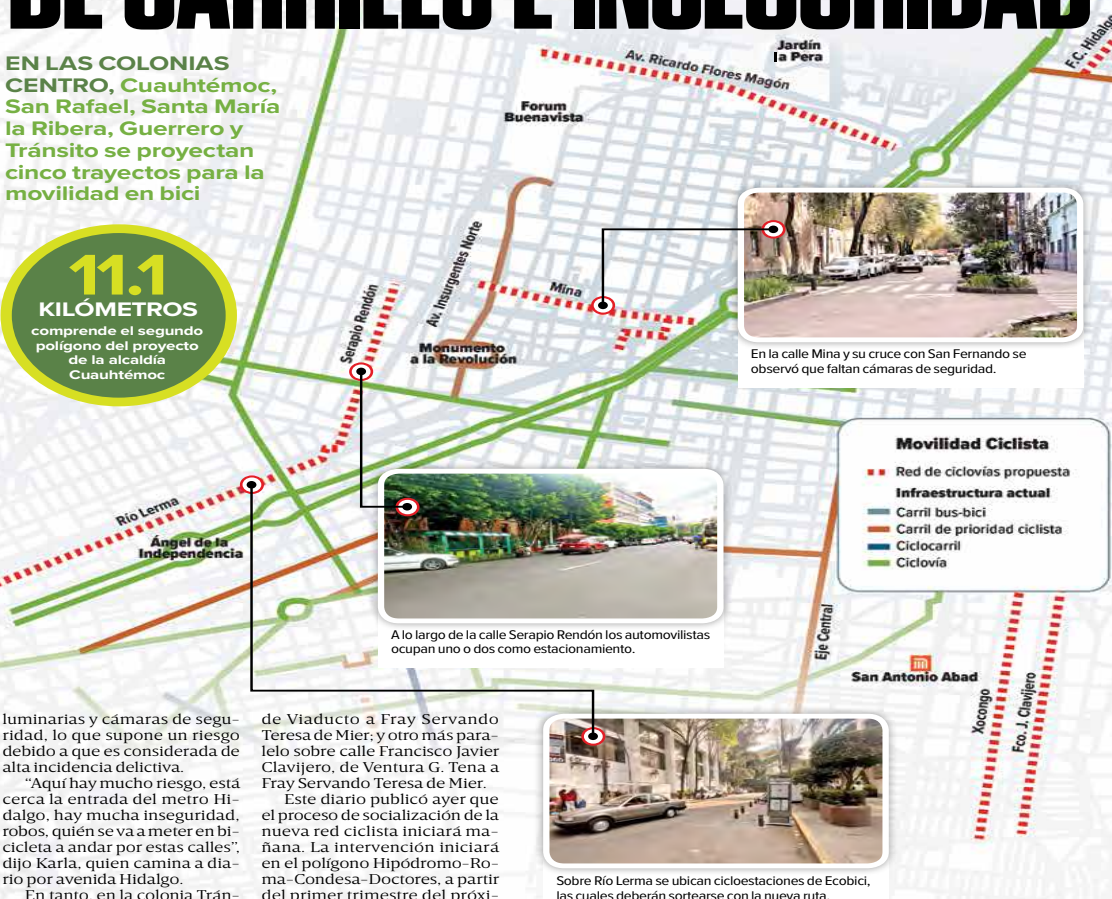 DE CARRILES E INSEGURIDAD
EN LAS COLONIAS
CENTRO, Cuauhtémoc,
San Rafael, Santa María
la Ribera, Guerrero y
Tránsito se proyectan
cinco trayectos para la
movilidad en bici
11.1
KILÓMETROS
comprende el segundo
polígono del proyecto
de la alcaldía
Cuauhtémoc
Jardín
la Pera
F.C. Hidalgo
Av. Ricardo Flores Magón
Forum
Buenavista
Av. Insurgentes Norte
Mina
Serapio Rendón
Monumento
a la Revolución
En la calle Mina y su cruce con San Fernando se
observó que faltan cámaras de seguridad.
Movilidad Ciclista
Red de ciclovías propuesta
Infraestructura actual
Carril bus-bici
Carril de prioridad ciclista
Ciclocarril
Ciclovía
Río Lerma
Ángel de la
Independencia
A lo largo de la calle Serapio Rendón los automovilistas
ocupan uno o dos como estacionamiento.
Eje Central
San Antonio Abad
Xocongo
Fco. J. Clavijero
luminarias y cámaras de segu-
ridad, lo que supone un riesgo
debido a que es considerada de
alta incidencia delictiva.
"Aquí hay mucho riesgo, está
cerca la entrada del metro Hi-
dalgo, hay mucha inseguridad,
robos, quién se va a meter en bi-
cicleta a andar por estas calles",
dijo Karla, quien camina a dia-
rio por avenida Hidalgo.
En tanto, en la colonia Trán-
de Viaducto a Fray Servando
Teresa de Mier; y otro más para-
lelo sobre calle Francisco Javier
Clavijero, de Ventura G. Tena a
Fray Servando Teresa de Mier.
Este diario publicó ayer que
el proceso de socialización de la
nueva red ciclista iniciará ma-
ñana. La intervención iniciará
en el polígono Hipódromo-Ro-
ma-Condesa-Doctores, a partir
del primer trimestre del próxi-
Sobre Río Lerma se ubican cicloestaciones de Ecobici,
las cuales deberán sortearse con la nueva ruta.